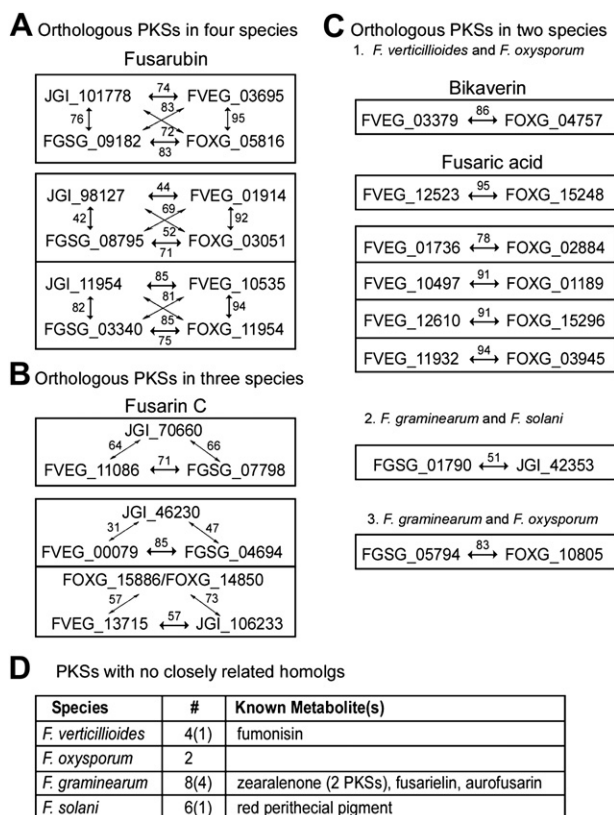 A Orthologous PKSs in four species
Fusarubin
JGI_101778 74 FVEG_03695
76 83 95
72
FGSG_09182 83 FOXG_05816
JGI_98127 44 FVEG_01914
42 69 92
52
FGSG_08795 71 FOXG_03051
JGI_11954 85 FVEG_10535
82 81 94
85
FGSG_03340 75 FOXG_11954
B Orthologous PKSs in three species
Fusarin C
JGI_70660
64 66
FVEG_11086 71 FGSG_07798
JGI_46230
31 47
FVEG_00079 85 FGSG_04694
FOXG_15886/FOXG_14850
57 73
FVEG_13715 57 JGI_106233
C Orthologous PKSs in two species
1. F. verticillioides and F. oxysporum
Bikaverin
FVEG_03379 86 FOXG_04757
Fusaric acid
FVEG_12523 95 FOXG_15248
FVEG_01736 78 FOXG_02884
FVEG_10497 91 FOXG_01189
FVEG_12610 91 FOXG_15296
FVEG_11932 94 FOXG_03945
2. F. graminearum and F. solani
FGSG_01790 51 JGI_42353
3. F. graminearum and F. oxysporum
FGSG_05794 83 FOXG_10805
D PKSs with no closely related homolgs
Species # Known Metabolite(s)
F. verticillioides 4(1) fumonisin
F. oxysporum 2
F. graminearum 8(4) zearalenone (2 PKSs), fusarielin, aurofusarin
F. solani 6(1) red perithecial pigment